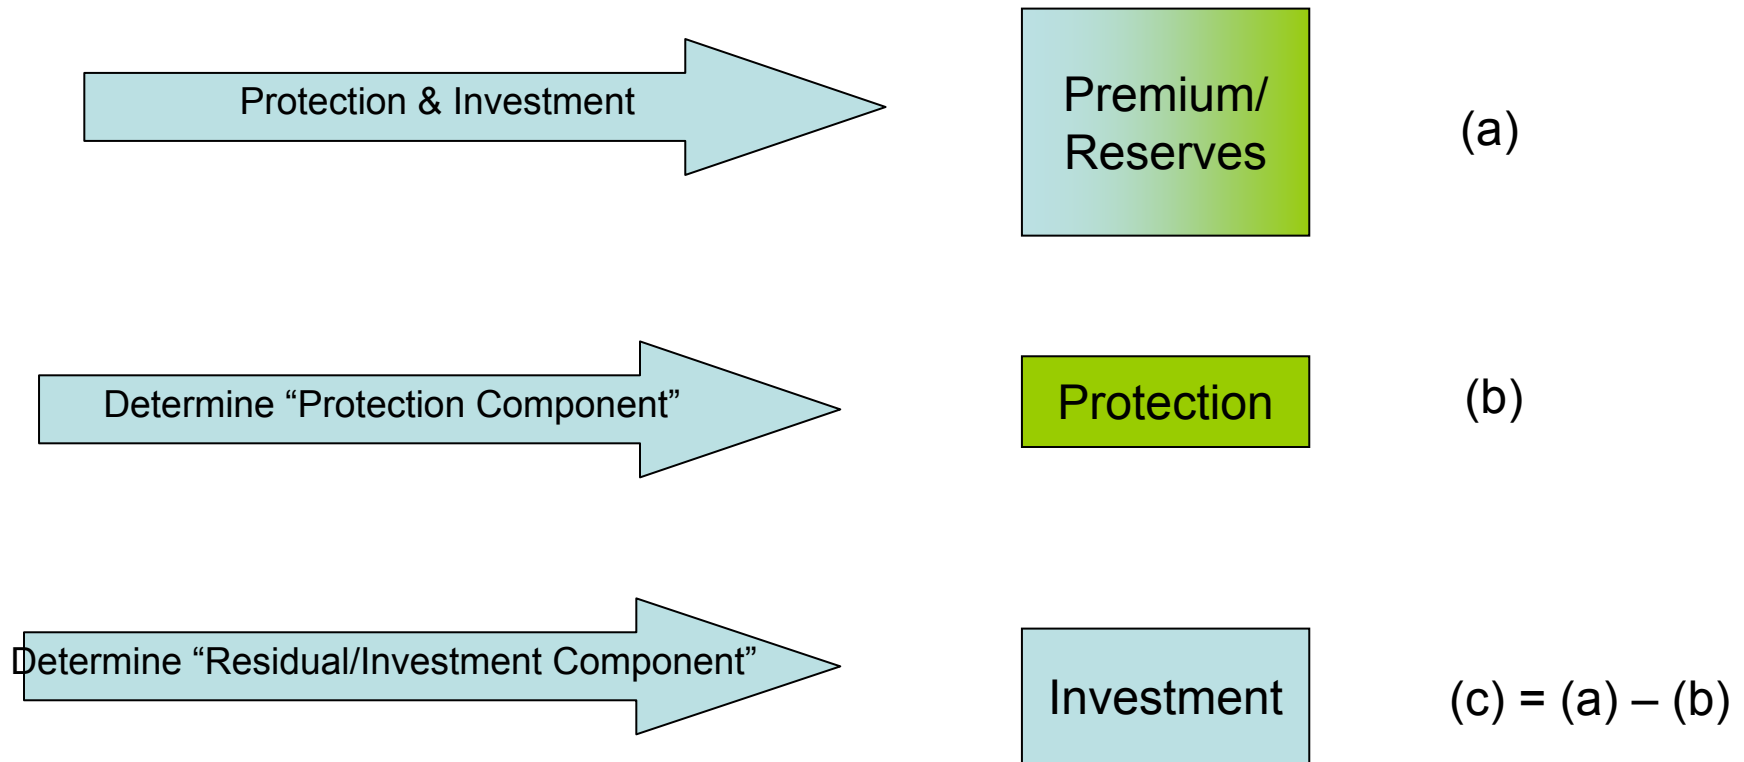 Protection & Investment
Premium/
Reserves
(a)
Determine “Protection Component”
Protection
(b)
Determine “Residual/Investment Component”
Investment
(c) = (a) – (b)